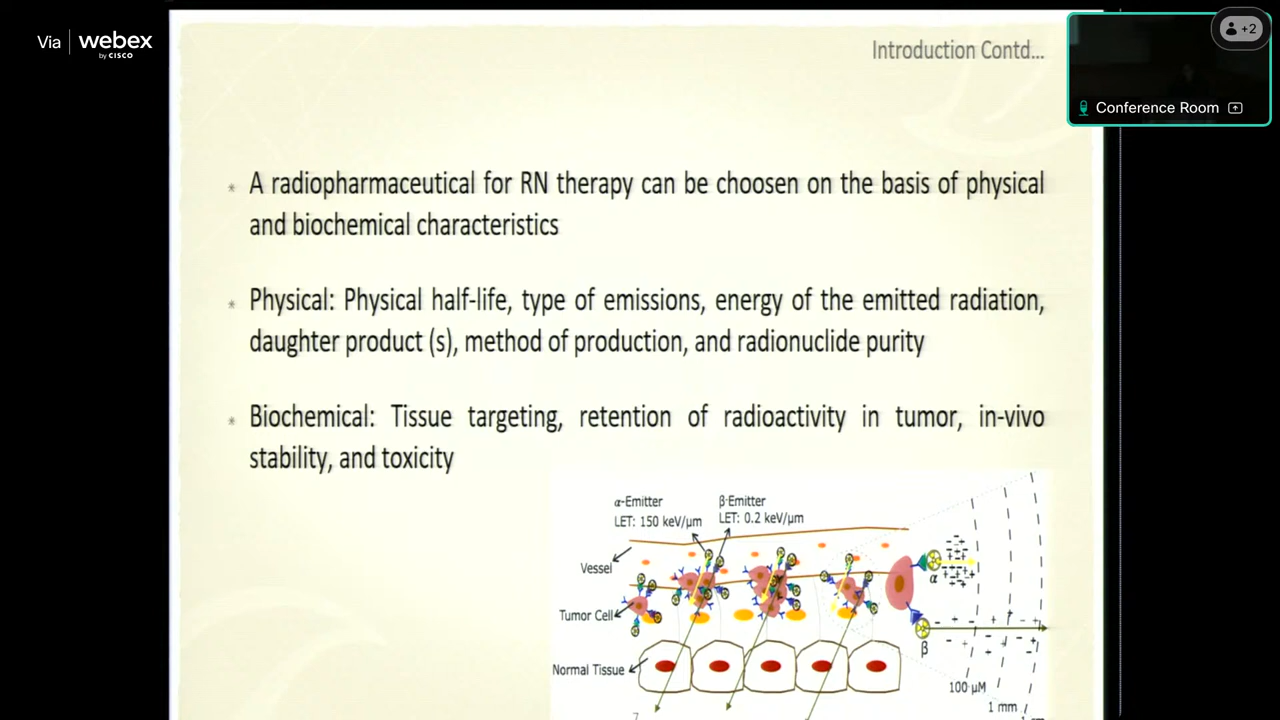 Via webex
by CISCO
Introduction Contd...
+2
Conference Room
* A radiopharmaceutical for RN therapy can be choosen on the basis of physical
and biochemical characteristics
* Physical: Physical half-life, type of emissions, energy of the emitted radiation,
daughter product (s), method of production, and radionuclide purity
* Biochemical: Tissue targeting, retention of radioactivity in tumor, in-vivo
stability, and toxicity
α-Emitter
LET: 150 keV/µm
β-Emitter
LET: 0.2 keV/µm
Vessel
Tumor Cell
Normal Tissue
α
β
100 µM
1 mm
7